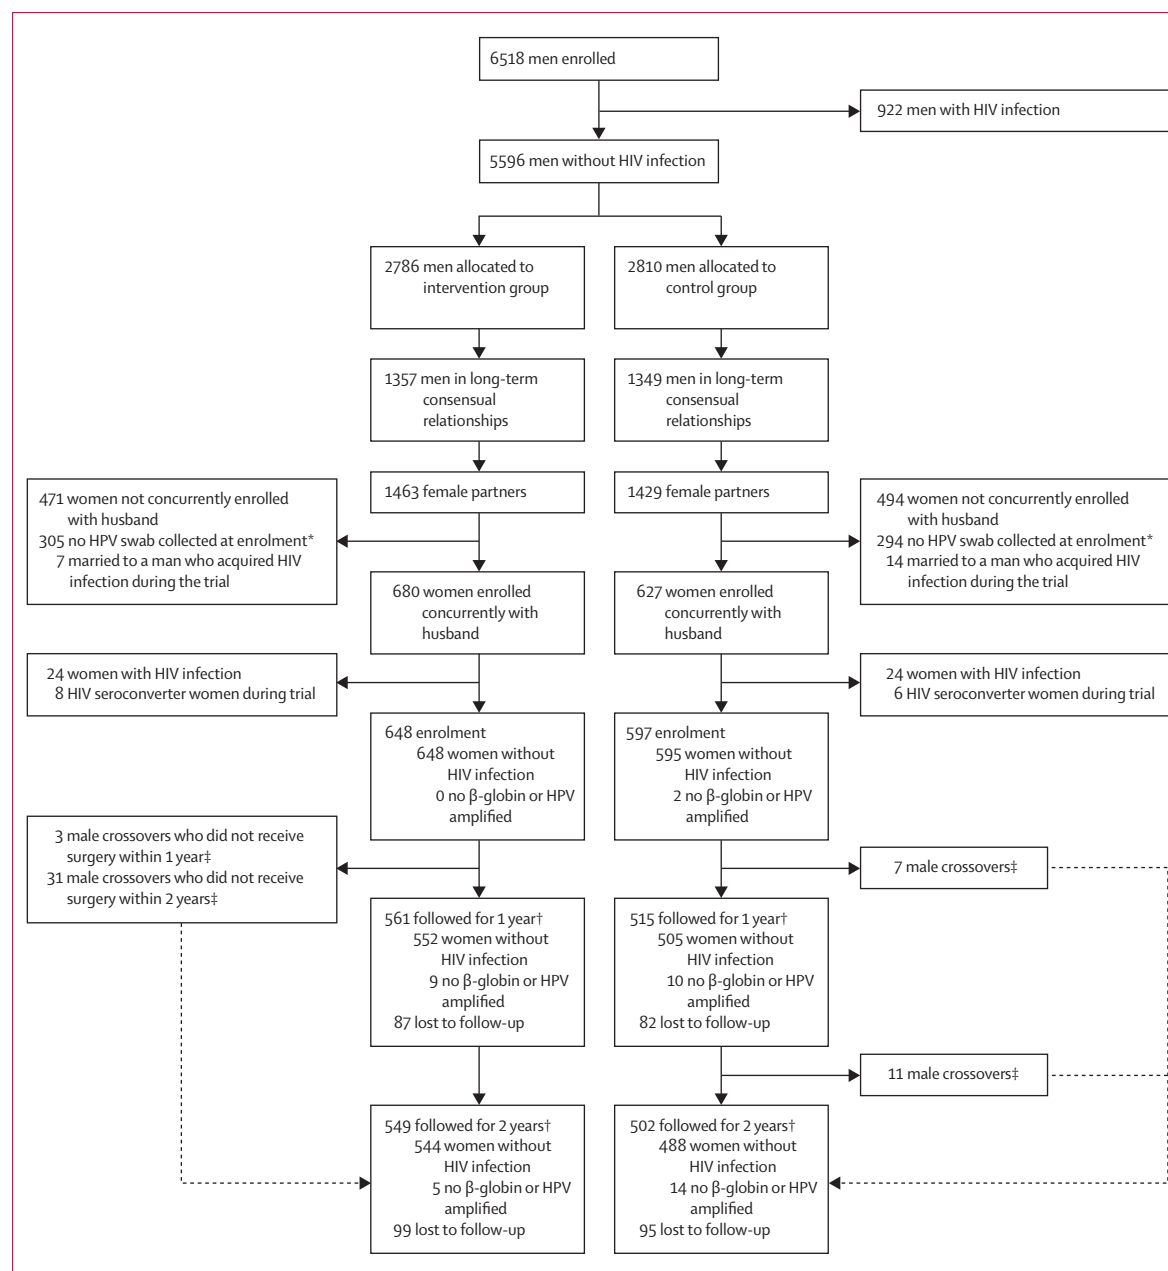 6518 men enrolled
922 men with HIV infection
5596 men without HIV infection
2786 men allocated to
intervention group
2810 men allocated to
control group
1357 men in long-term
consensual
relationships
1349 men in long-term
consensual
relationships
1463 female partners
1429 female partners
471 women not concurrently enrolled
with husband
305 no HPV swab collected at enrolment*
7 married to a man who acquired HIV
infection during the trial
494 women not concurrently enrolled
with husband
294 no HPV swab collected at enrolment*
14 married to a man who acquired HIV
infection during the trial
680 women enrolled
concurrently with
husband
627 women enrolled
concurrently with
husband
24 women with HIV infection
8 HIV seroconverter women during trial
24 women with HIV infection
6 HIV seroconverter women during trial
648 enrolment
648 women without
HIV infection
0 no β-globin or HPV
amplified
597 enrolment
595 women without
HIV infection
2 no β-globin or HPV
amplified
3 male crossovers who did not receive
surgery within 1 year‡
31 male crossovers who did not receive
surgery within 2 years‡
7 male crossovers‡
561 followed for 1 year†
552 women without
HIV infection
9 no β-globin or HPV
amplified
87 lost to follow-up
515 followed for 1 year†
505 women without
HIV infection
10 no β-globin or HPV
amplified
82 lost to follow-up
11 male crossovers‡
549 followed for 2 years†
544 women without
HIV infection
5 no β-globin or HPV
amplified
99 lost to follow-up
502 followed for 2 years†
488 women without
HIV infection
14 no β-globin or HPV
amplified
95 lost to follow-up